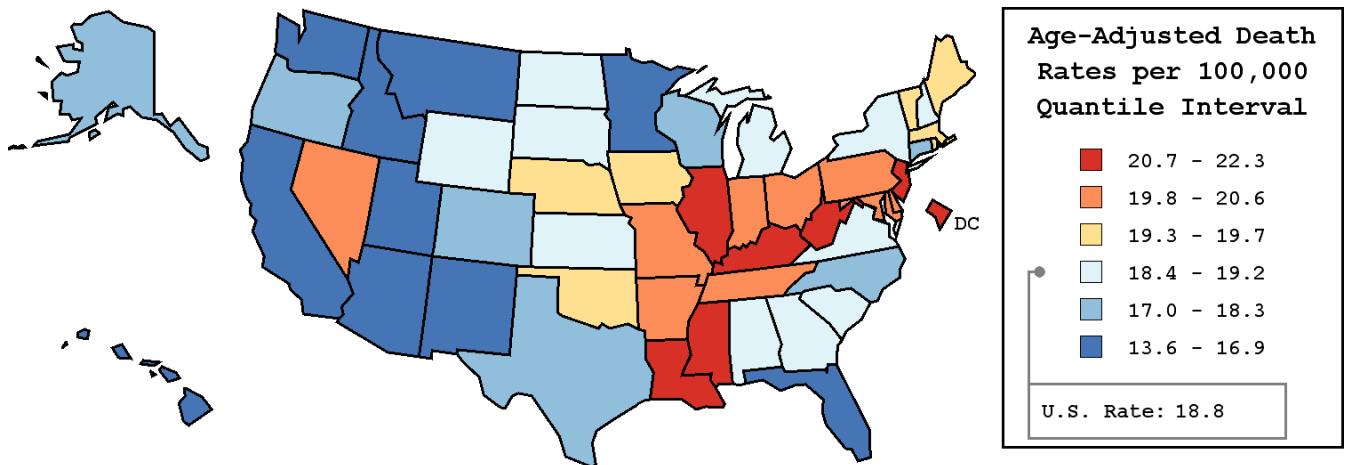 Age-Adjusted Death
Rates per 100,000
Quantile Interval
20.7 - 22.3
19.8 - 20.6
19.3 - 19.7
18.4 - 19.2
17.0 - 18.3
13.6 - 16.9
U.S. Rate: 18.8
DC